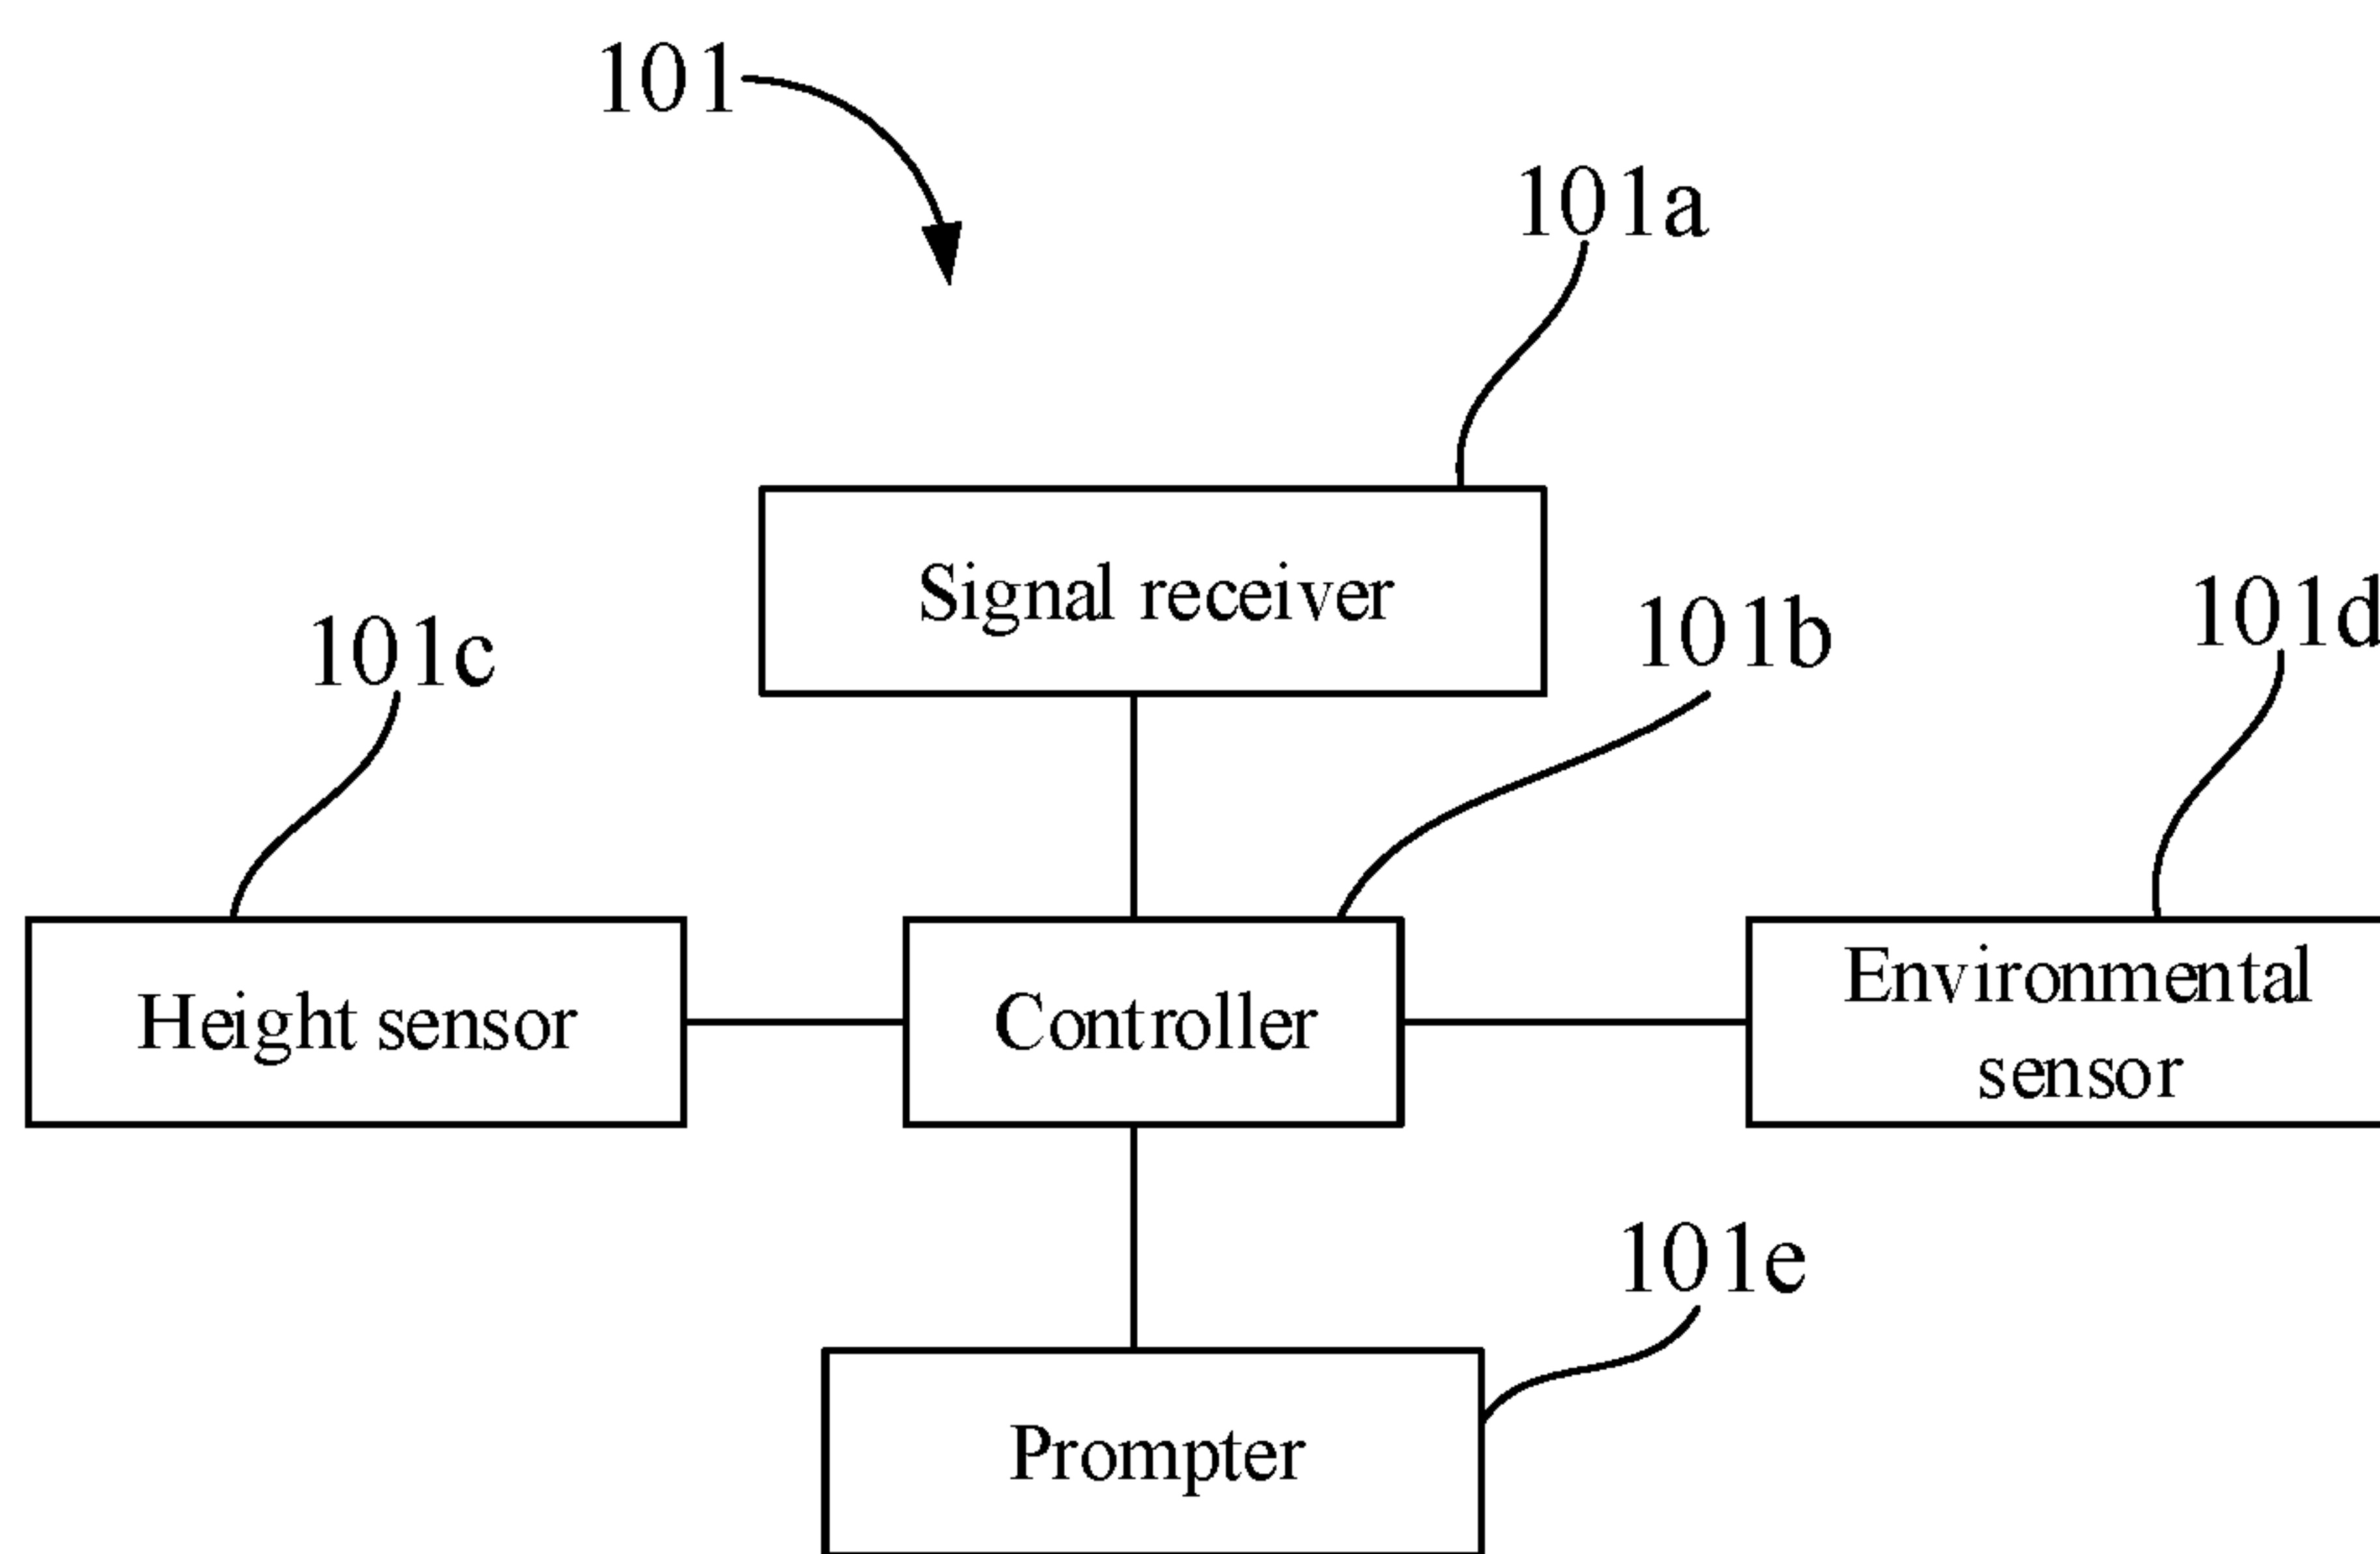 101
101a
Signal receiver
101b
101d
101c
Height sensor
Controller
Environmental
sensor
101e
Prompter